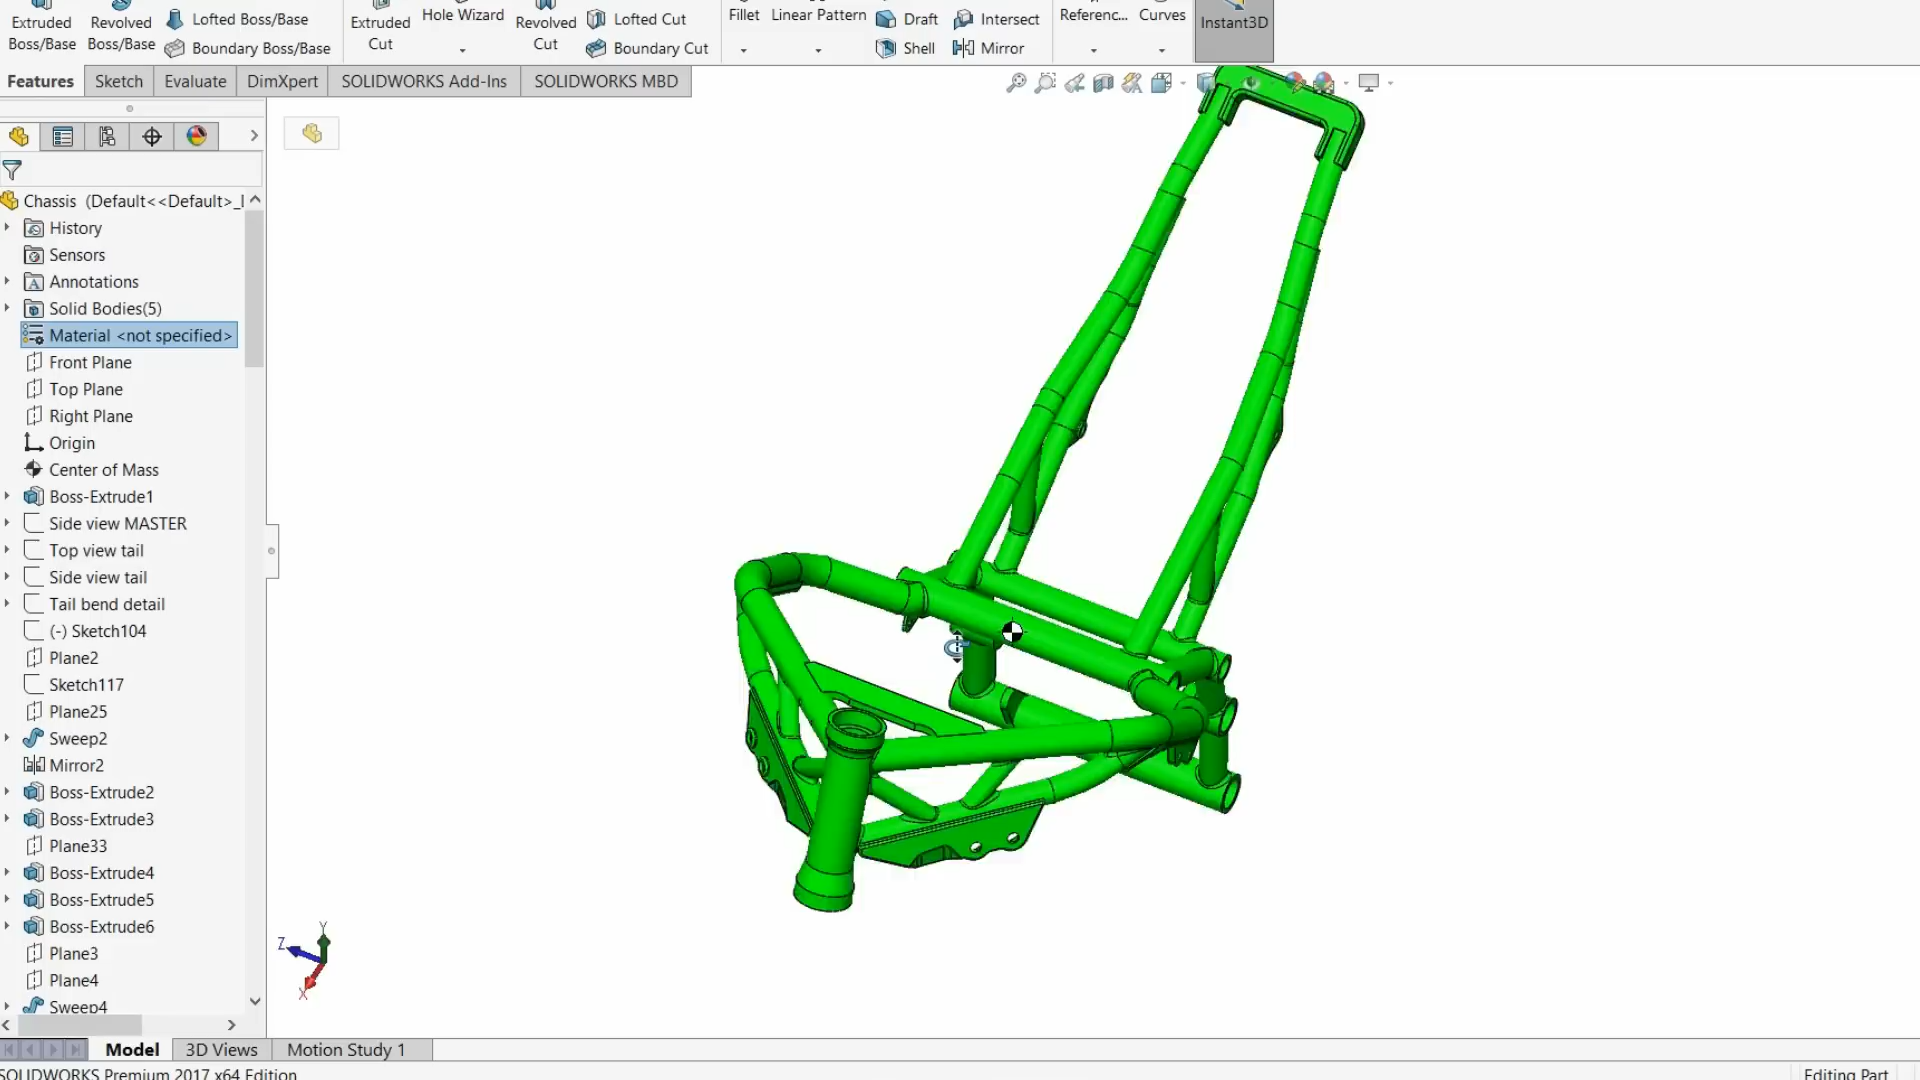 Extruded Boss/Base
Revolved Boss/Base
Lofted Boss/Base
Boundary Boss/Base
Extruded Cut
Hole Wizard
Revolved Cut
Lofted Cut
Boundary Cut
Fillet
Linear Pattern
Draft
Shell
Intersect
Mirror
Referenc...
Curves
Instant3D
Features
Sketch
Evaluate
DimXpert
SOLIDWORKS Add-Ins
SOLIDWORKS MBD
Chassis (Default<<Default>_
History
Sensors
Annotations
Solid Bodies(5)
Material <not specified>
Front Plane
Top Plane
Right Plane
Origin
Center of Mass
Boss-Extrude1
Side view MASTER
Top view tail
Side view tail
Tail bend detail
(-) Sketch104
Plane2
Sketch117
Plane25
Sweep2
Mirror2
Boss-Extrude2
Boss-Extrude3
Plane33
Boss-Extrude4
Boss-Extrude5
Boss-Extrude6
Plane3
Plane4
Sweep4
Y
Z
X
Model
3D Views
Motion Study 1
SOLIDWORKS Premium 2017 x64 Edition
Editing Part